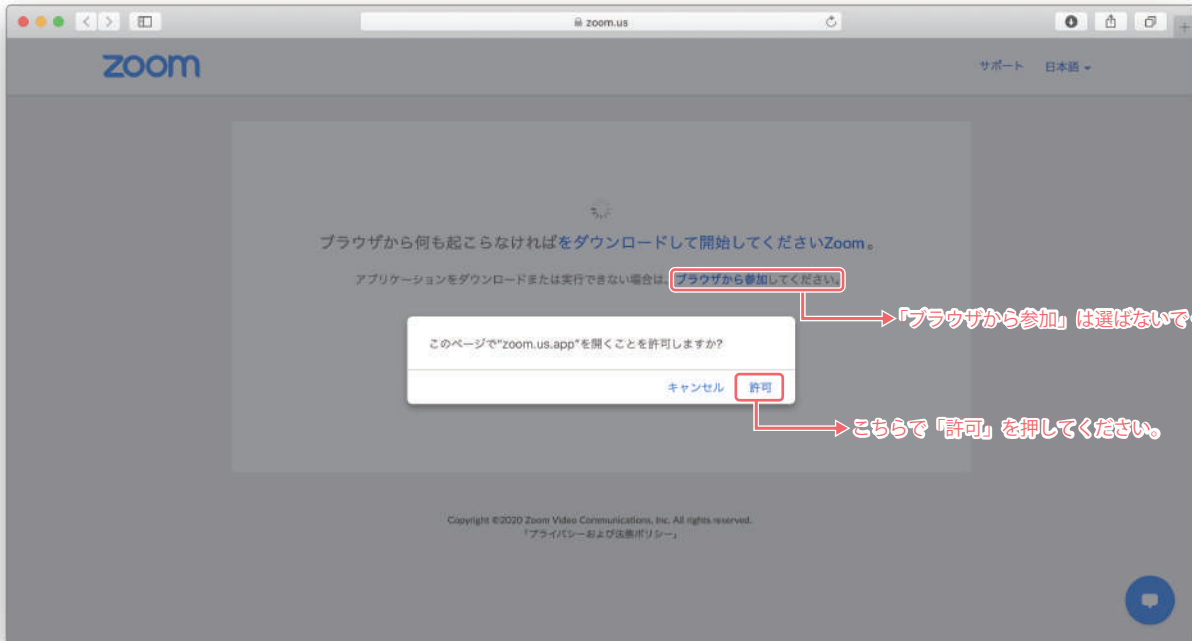 zoom.us
zoom
サポート 日本語
ブラウザから何も起こらなければをダウンロードして開始してくださいZoom。
アプリケーションをダウンロードまたは実行できない場合は、ブラウザから参加してください。
「ブラウザから参加」は選ばないで
このページで"zoom.us.app"を開くことを許可しますか?
キャンセル 許可
こちらで「許可」を押してください。
Copyright ©2020 Zoom Video Communications, Inc. All rights reserved.
「プライバシーおよび法務ポリシー」